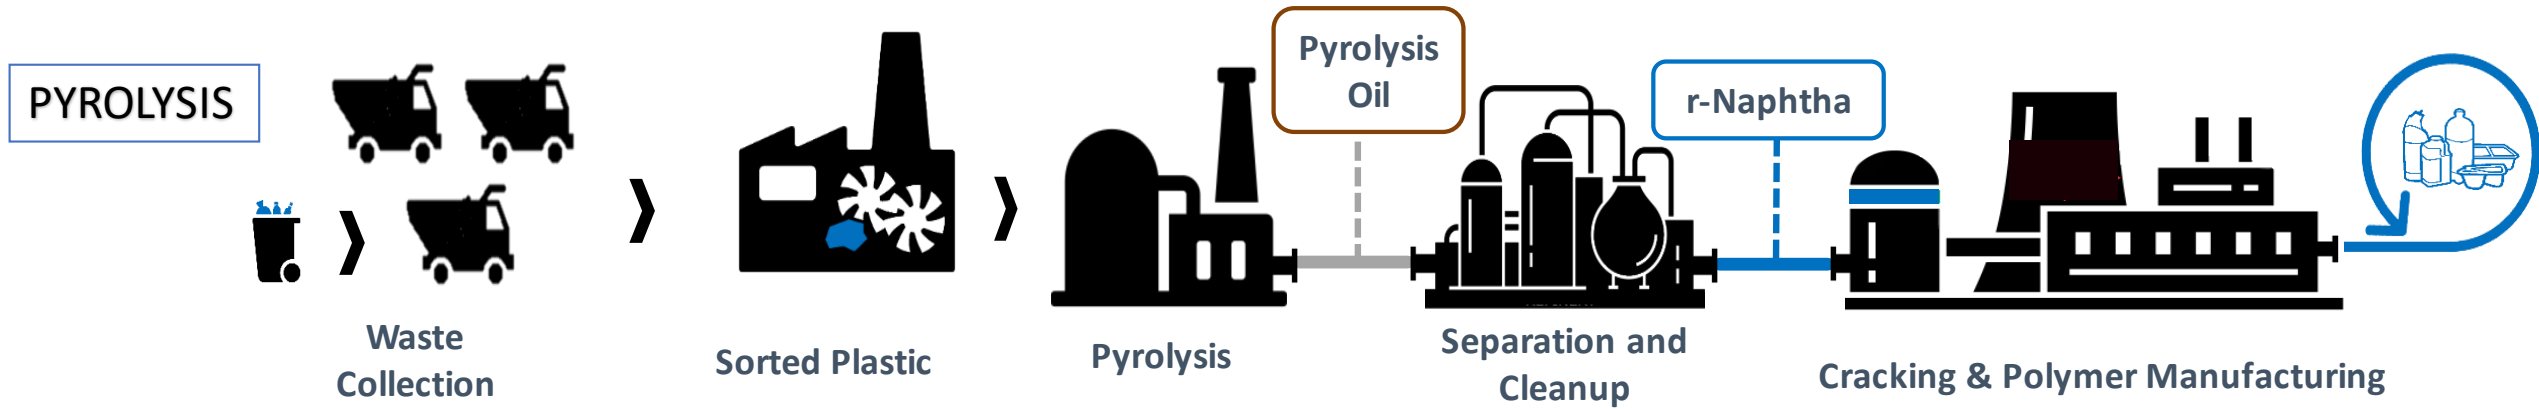 PYROLYSIS
Pyrolysis
Oil
r-Naphtha
Waste
Collection
Sorted Plastic
Pyrolysis
Separation and
Cleanup
Cracking & Polymer Manufacturing